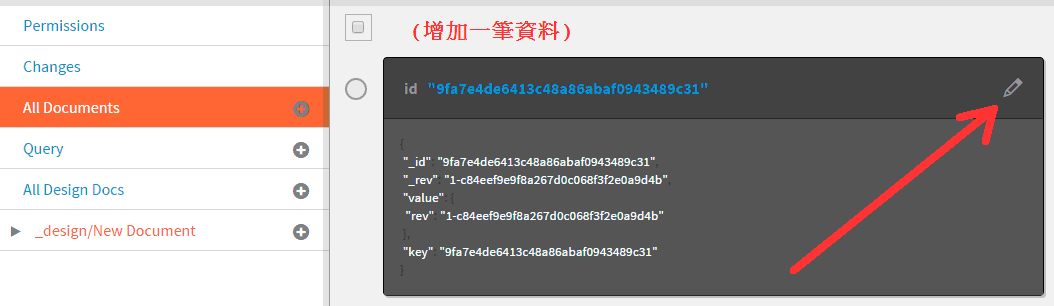 Permissions
Changes
All Documents
Query
All Design Docs
_design/New Document
(增加一筆資料)
id "9fa7e4de6413c48a86abaf0943489c31"
{
"_id": "9fa7e4de6413c48a86abaf0943489c31",
"_rev": "1-c84eef9e9f8a267d0c068f3f2e0a9d4b",
"value": {
"rev": "1-c84eef9e9f8a267d0c068f3f2e0a9d4b"
},
"key": "9fa7e4de6413c48a86abaf0943489c31"
}